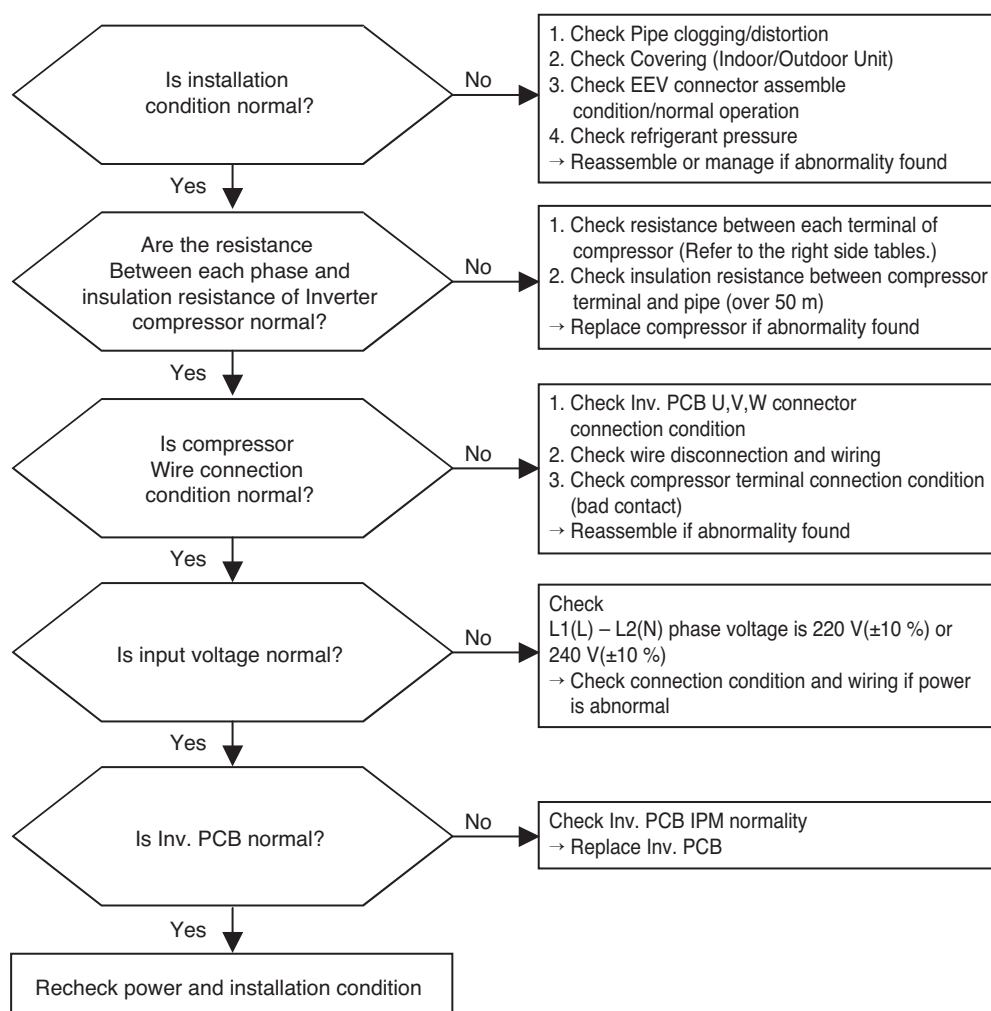 Is installation
condition normal?
No
1. Check Pipe clogging/distortion
2. Check Covering (Indoor/Outdoor Unit)
3. Check EEV connector assemble
condition/normal operation
4. Check refrigerant pressure
→ Reassemble or manage if abnormality found
Yes
Are the resistance
Between each phase and
insulation resistance of Inverter
compressor normal?
No
1. Check resistance between each terminal of
compressor (Refer to the right side tables.)
2. Check insulation resistance between compressor
terminal and pipe (over 50 m)
→ Replace compressor if abnormality found
Yes
Is compressor
Wire connection
condition normal?
No
1. Check Inv. PCB U,V,W connector
connection condition
2. Check wire disconnection and wiring
3. Check compressor terminal connection condition
(bad contact)
→ Reassemble if abnormality found
Yes
Is input voltage normal?
No
Check
L1(L) – L2(N) phase voltage is 220 V(±10 %) or
240 V(±10 %)
→ Check connection condition and wiring if power
is abnormal
Yes
Is Inv. PCB normal?
No
Check Inv. PCB IPM normality
→ Replace Inv. PCB
Yes
Recheck power and installation condition